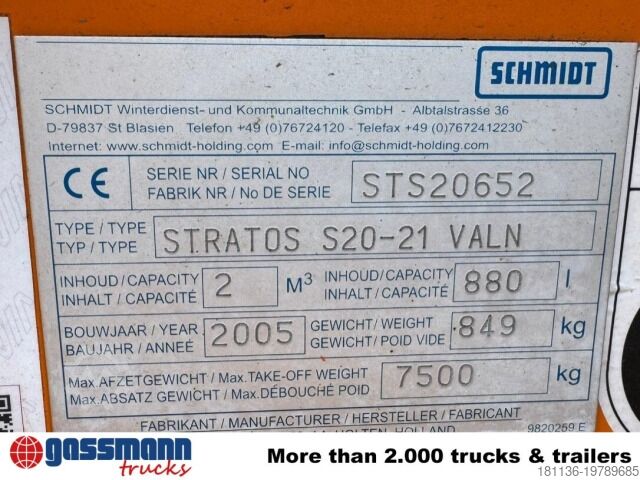 SCHMIDT
SCHMIDT Winterdienst- und Kommunaltechnik GmbH - Albtalstrasse 36
D-79837 St Blasien Telefon +49 (0)76724120 - Telefax +49 (0)7672412230
Internet: www.schmidt-holding.com E-mail: info@schmidt-holding.com
CE
SERIE NR / SERIAL NO
FABRIK NR / No DE SERIE
STS20652
TYPE / TYPE
TYP / TYPE
STRATOS S20-21 VALN
INHOUD/CAPACITY
INHALT / CAPACITÉ
2 M³
INHOUD/CAPACITY
INHALT/CAPACITÉ
880 l
BOUWJAAR / YEAR
BAUJAHR / ANNEÉ
2005
GEWICHT/WEIGHT
GEWICHT/POID VIDE
849 kg
Max.AFZETGEWICHT / Max.TAKE-OFF WEIGHT
Max.ABSATZ GEWICHT / Max.DÉBOUCHÉ POID
7500 kg
FABRIKANT / MANUFACTURER / HERSTELLER / FABRICANT
HOLTEN, HOLLAND
9820259 E
gassmann
trucks
More than 2.000 trucks & trailers
181136-19789685